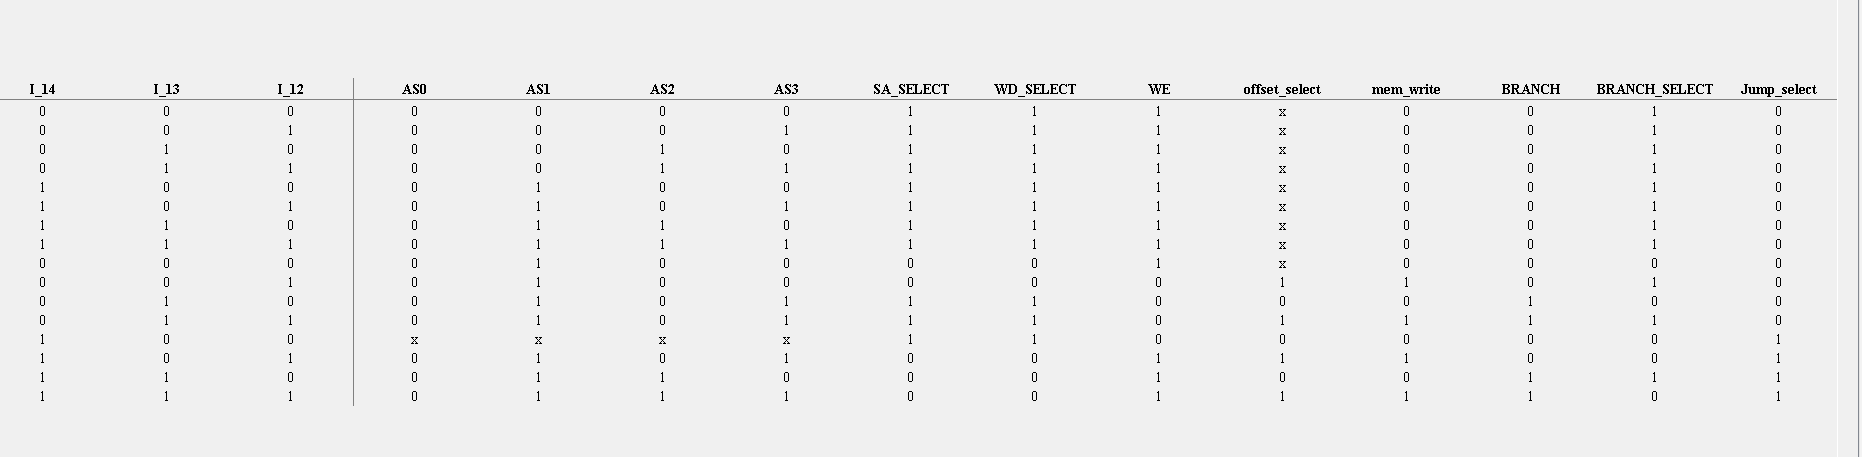 I_14 I_13 I_12 AS0 AS1 AS2 AS3 SA_SELECT WD_SELECT WE offset_select mem_write BRANCH BRANCH_SELECT Jump_select
0 0 0 0 0 0 0 1 1 1 x 0 0 1 0
0 0 1 0 0 0 1 1 1 1 x 0 0 1 0
0 1 0 0 0 1 0 1 1 1 x 0 0 1 0
0 1 1 0 0 1 1 1 1 1 x 0 0 1 0
1 0 0 0 1 0 0 1 1 1 x 0 0 1 0
1 0 1 0 1 0 1 1 1 1 x 0 0 1 0
1 1 0 0 1 1 0 1 1 1 x 0 0 1 0
1 1 1 0 1 1 1 1 1 1 x 0 0 1 0
0 0 0 0 1 0 0 0 0 1 x 0 0 0 0
0 0 1 0 1 0 0 0 0 0 1 1 0 1 0
0 1 0 0 1 0 1 1 1 0 0 0 1 0 0
0 1 1 0 1 0 1 1 1 0 1 1 1 1 0
1 0 0 x x x x 1 1 0 0 0 0 0 1
1 0 1 0 1 0 1 0 0 1 1 1 0 0 1
1 1 0 0 1 1 0 0 0 1 0 0 1 1 1
1 1 1 0 1 1 1 0 0 1 1 1 1 0 1